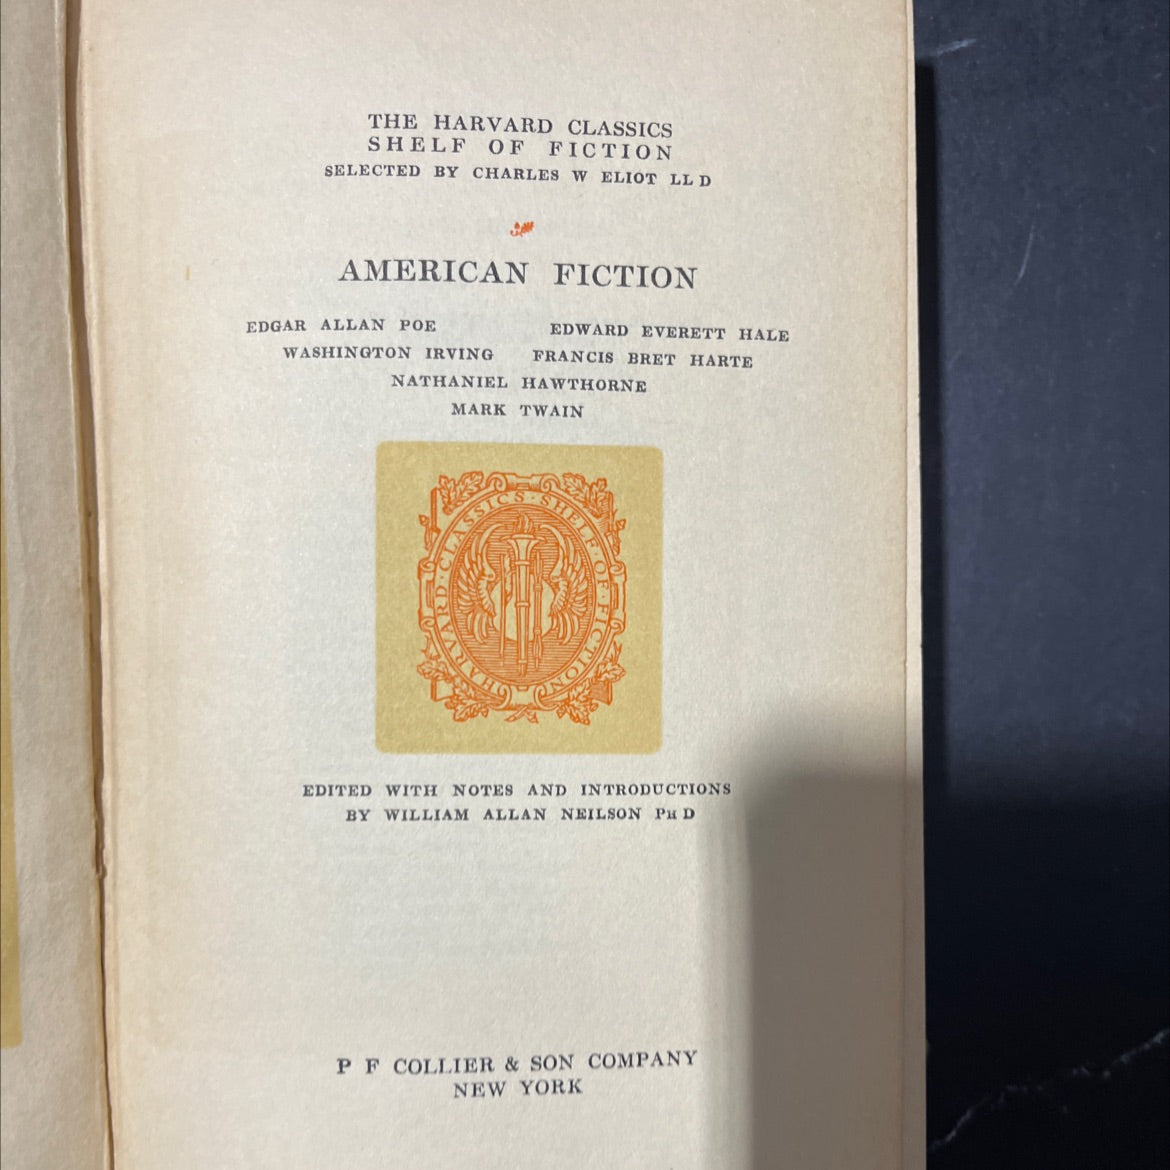 THE HARVARD CLASSICS
SHELF OF FICTION
SELECTED BY CHARLES W ELIOT LL D
AMERICAN FICTION
EDGAR ALLAN POE EDWARD EVERETT HALE
WASHINGTON IRVING FRANCIS BRET HARTE
NATHANIEL HAWTHORNE
MARK TWAIN
HARVARD·CLASSICS·SHELF·OF·FICTION
EDITED WITH NOTES AND INTRODUCTIONS
BY WILLIAM ALLAN NEILSON PH D
P F COLLIER & SON COMPANY
NEW YORK